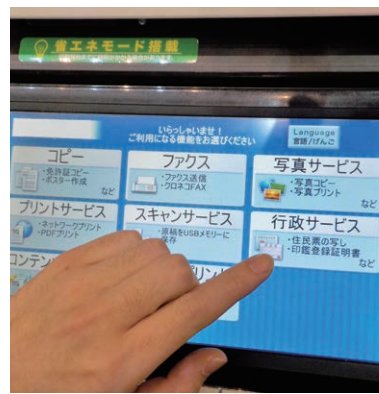 省エネモード搭載
いらっしゃいませ！
ご利用になる機能をお選びください
Language
言語/げんご
コピー
・免許証コピー
・ポスター作成
など
ファクス
・ファクス送信
・クロネコFAX
写真サービス
・写真コピー
・写真プリント
など
プリントサービス
・ネットワークプリント
・PDFプリント
スキャンサービス
・原稿をUSBメモリーに
保存
行政サービス
・住民票の写し
・印鑑登録証明書
など
コンテン
プリント